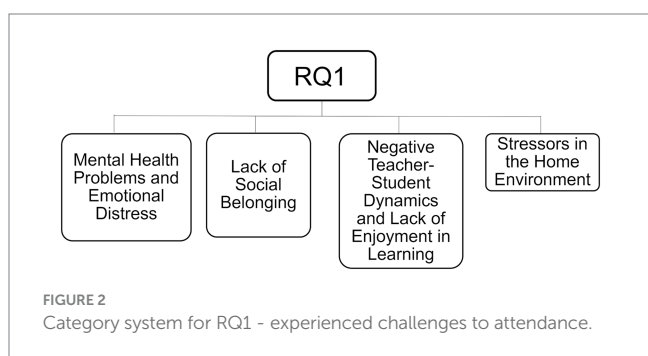 RQ1
Mental Health
Problems and
Emotional
Distress
Lack of
Social
Belonging
Negative
Teacher-
Student
Dynamics
and Lack of
Enjoyment in
Learning
Stressors in
the Home
Environment
FIGURE 2
Category system for RQ1 - experienced challenges to attendance.